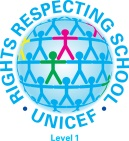 RIGHTS RESPECTING SCHOOL
• UNICEF •
Level 1